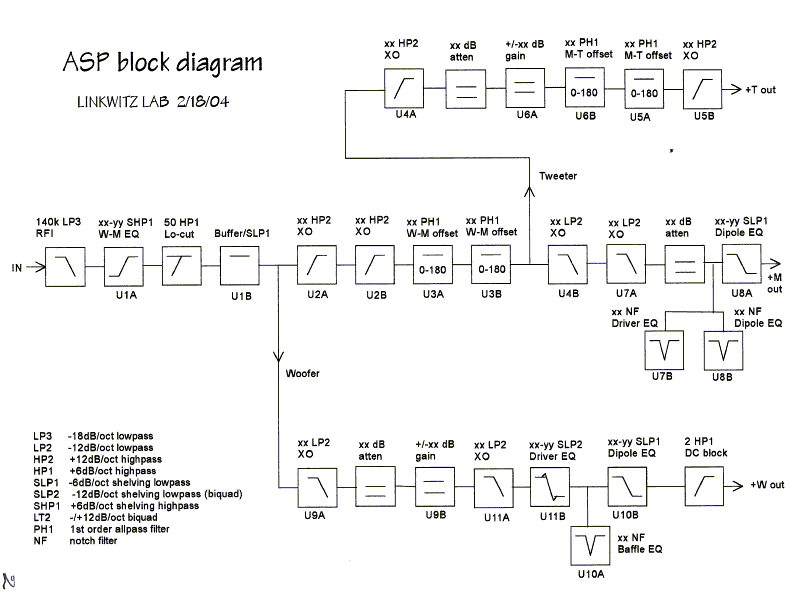 ASP block diagram
LINKWITZ LAB 2/18/04
xx HP2 XO
xx dB atten
+/-xx dB gain
xx PH1 M-T offset
xx PH1 M-T offset
xx HP2 XO
0-180
0-180
+T out
U4A
U6A
U6B
U5A
U5B
Tweeter
140k LP3 RFI
xx-yy SHP1 W-M EQ
50 HP1 Lo-cut
Buffer/SLP1
xx HP2 XO
xx HP2 XO
xx PH1 W-M offset
xx PH1 W-M offset
xx LP2 XO
xx LP2 XO
xx dB atten
xx-yy SLP1 Dipole EQ
IN
0-180
0-180
+M out
U1A
U1B
U2A
U2B
U3A
U3B
U4B
U7A
U8A
xx NF Driver EQ
xx NF Dipole EQ
U7B
U8B
Woofer
xx LP2 XO
xx dB atten
+/-xx dB gain
xx LP2 XO
xx-yy SLP2 Driver EQ
xx-yy SLP1 Dipole EQ
2 HP1 DC block
+W out
U9A
U9B
U11A
U11B
U10B
xx NF Baffle EQ
U10A
LP3 -18dB/oct lowpass
LP2 -12dB/oct lowpass
HP2 +12dB/oct highpass
HP1 +6dB/oct highpass
SLP1 -6dB/oct shelving lowpass
SLP2 -12dB/oct shelving lowpass (biquad)
SHP1 +6dB/oct shelving highpass
LT2 -/+12dB/oct biquad
PH1 1st order allpass filter
NF notch filter